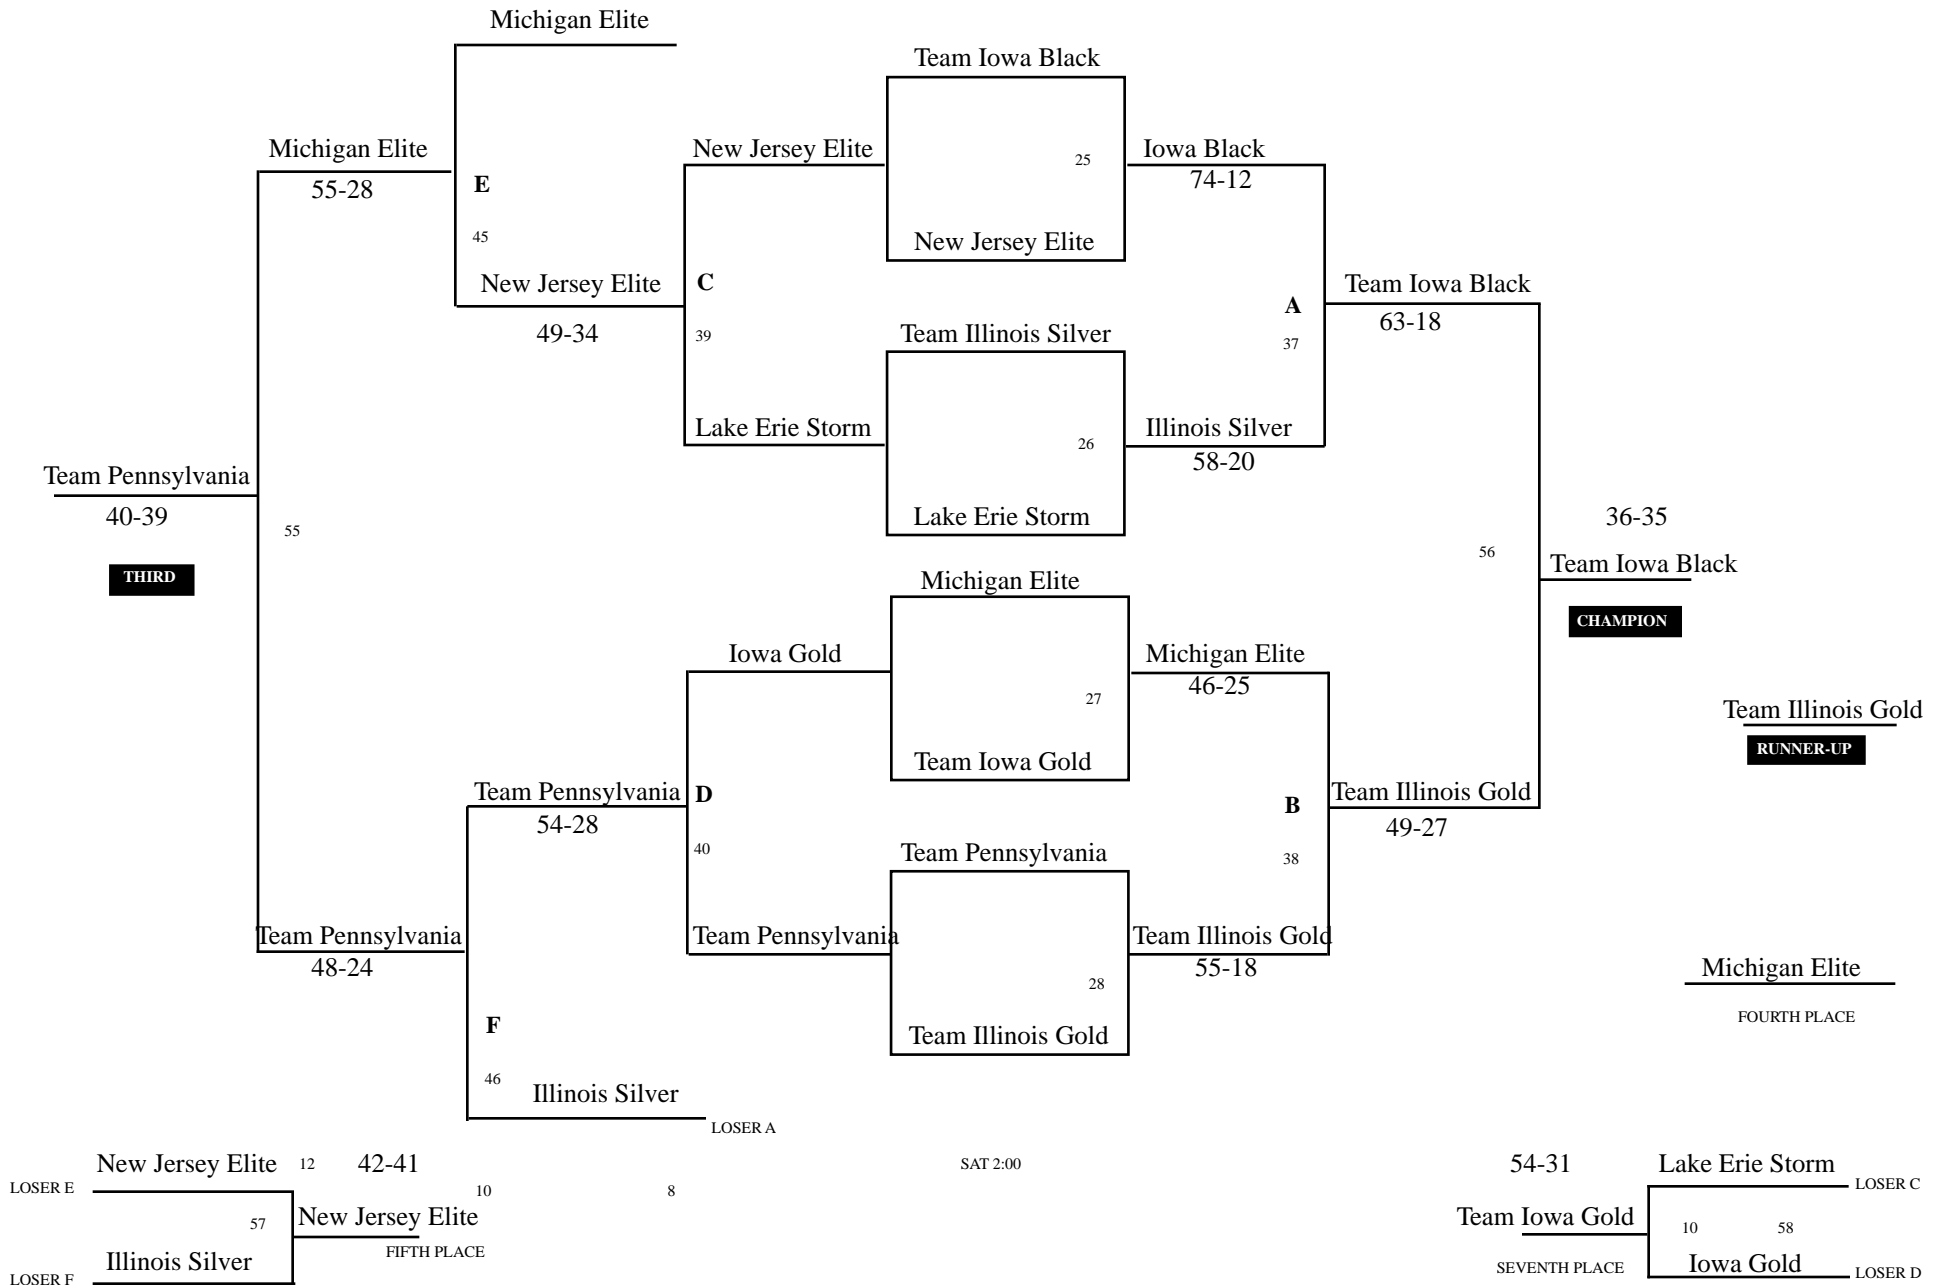 Michigan Elite
Team Iowa Black
Michigan Elite
New Jersey Elite
Iowa Black
25
55-28
E
74-12
45
New Jersey Elite
New Jersey Elite
C
Team Iowa Black
A
49-34
39
Team Illinois Silver
63-18
37
Lake Erie Storm
26
Illinois Silver
58-20
Team Pennsylvania
40-39
55
Lake Erie Storm
36-35
56
Team Iowa Black
THIRD
Michigan Elite
CHAMPION
Iowa Gold
Michigan Elite
46-25
27
Team Illinois Gold
RUNNER-UP
Team Iowa Gold
Team Pennsylvania
D
B
Team Illinois Gold
54-28
49-27
40
Team Pennsylvania
38
Team Pennsylvania
Team Pennsylvania
Team Illinois Gold
48-24
55-18
28
Michigan Elite
FOURTH PLACE
F
Team Illinois Gold
46
Illinois Silver
LOSER A
New Jersey Elite
12
42-41
SAT 2:00
54-31
Lake Erie Storm
LOSER E
10
8
LOSER C
57
New Jersey Elite
Team Iowa Gold
10
58
FIFTH PLACE
Illinois Silver
SEVENTH PLACE
Iowa Gold
LOSER F
LOSER D